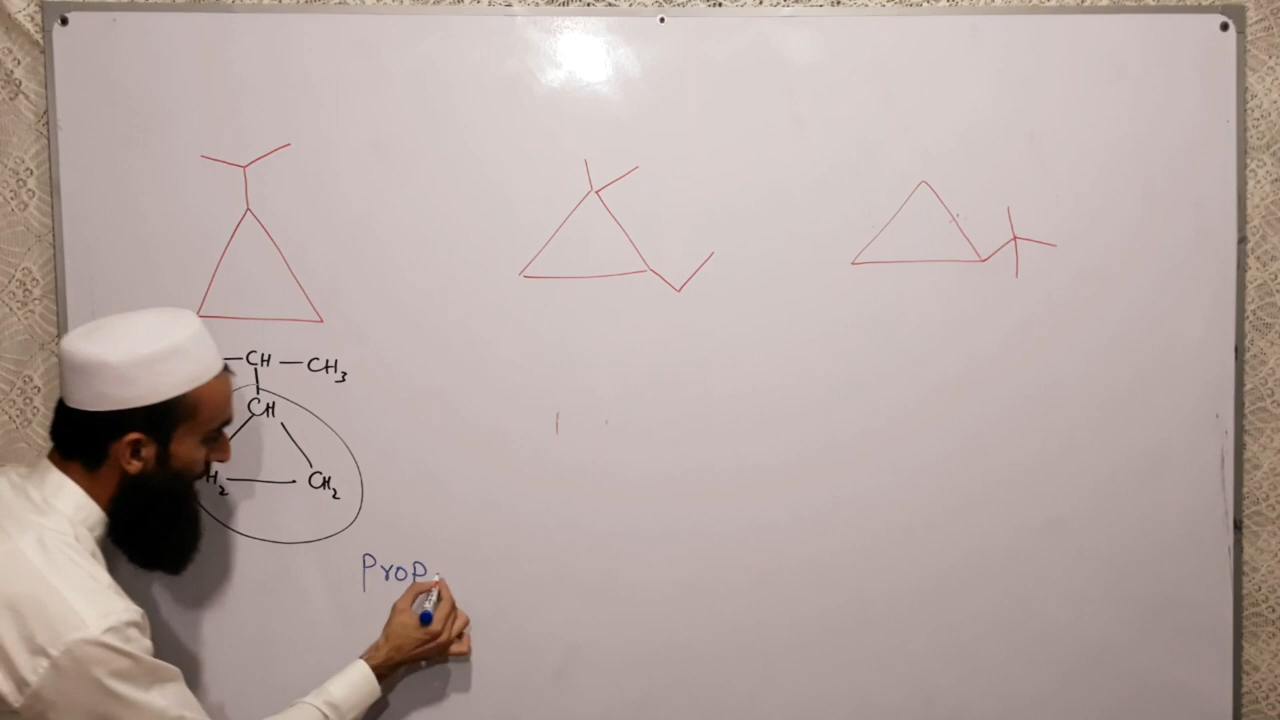 — CH — CH₃
CH
H₂ — CH₂
Prop